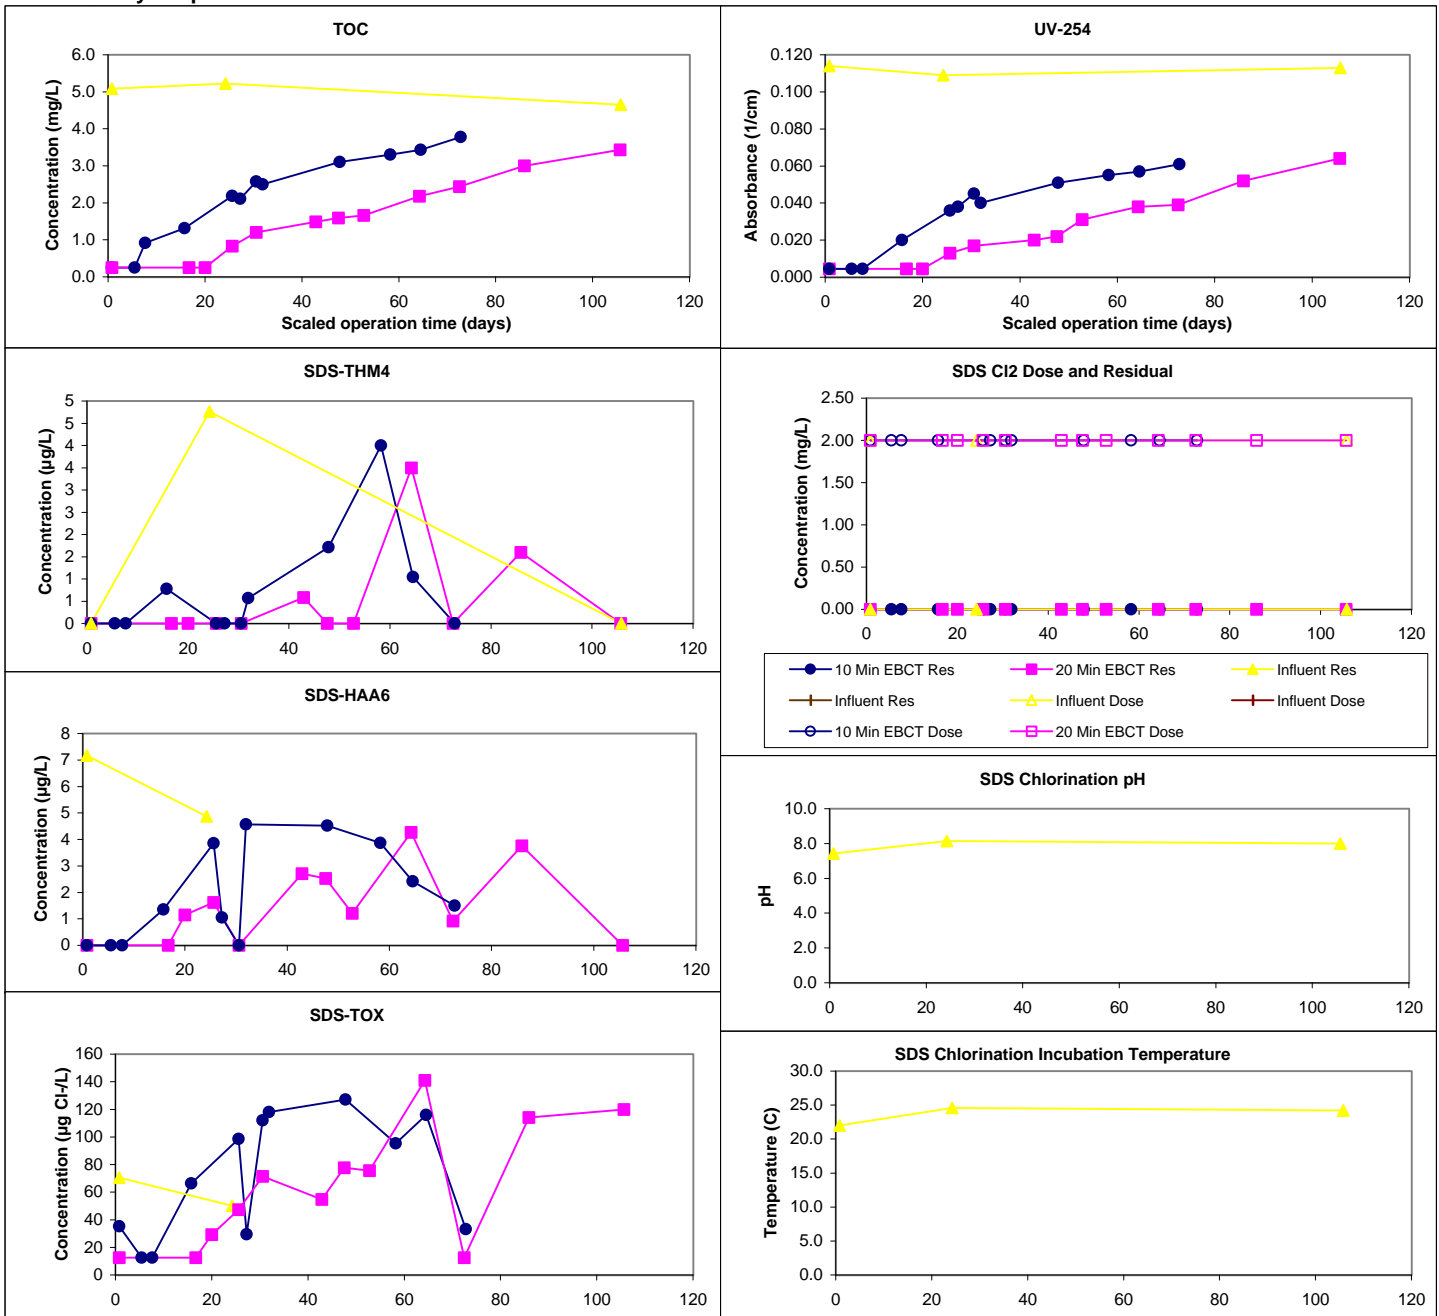 TOC
Concentration (mg/L)
6.0
5.0
4.0
3.0
2.0
1.0
0.0
0 20 40 60 80 100 120
Scaled operation time (days)
UV-254
Absorbance (1/cm)
0.120
0.100
0.080
0.060
0.040
0.020
0.000
0 20 40 60 80 100 120
Scaled operation time (days)
SDS-THM4
Concentration (µg/L)
5
5
4
4
3
3
2
2
1
1
0
0 20 40 60 80 100 120
SDS Cl2 Dose and Residual
Concentration (mg/L)
2.50
2.00
1.50
1.00
0.50
0.00
0 20 40 60 80 100 120
10 Min EBCT Res 20 Min EBCT Res Influent Res
Influent Res Influent Dose Influent Dose
10 Min EBCT Dose 20 Min EBCT Dose
SDS-HAA6
Concentration (µg/L)
8
7
6
5
4
3
2
1
0
0 20 40 60 80 100 120
SDS Chlorination pH
pH
10.0
8.0
6.0
4.0
2.0
0.0
0 20 40 60 80 100 120
SDS-TOX
Concentration (µg Cl-/L)
160
140
120
100
80
60
40
20
0
0 20 40 60 80 100 120
SDS Chlorination Incubation Temperature
Temperature (C)
30.0
25.0
20.0
15.0
10.0
5.0
0.0
0 20 40 60 80 100 120